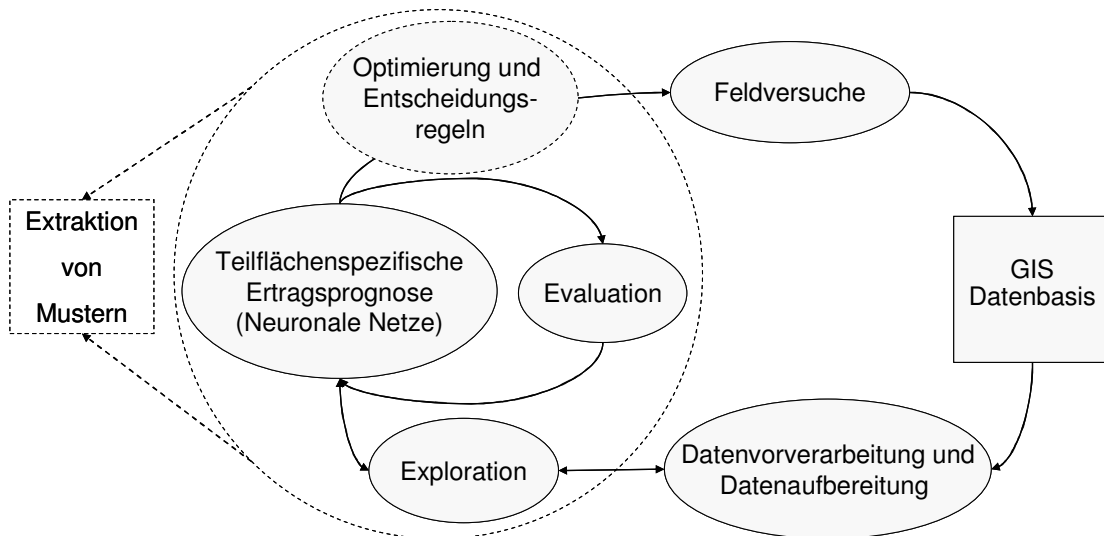 Optimierung und
Entscheidungs-
regeln
Feldversuche
Extraktion
von
Mustern
Teilflächenspezifische
Ertragsprognose
(Neuronale Netze)
Evaluation
GIS
Datenbasis
Exploration
Datenvorverarbeitung und
Datenaufbereitung